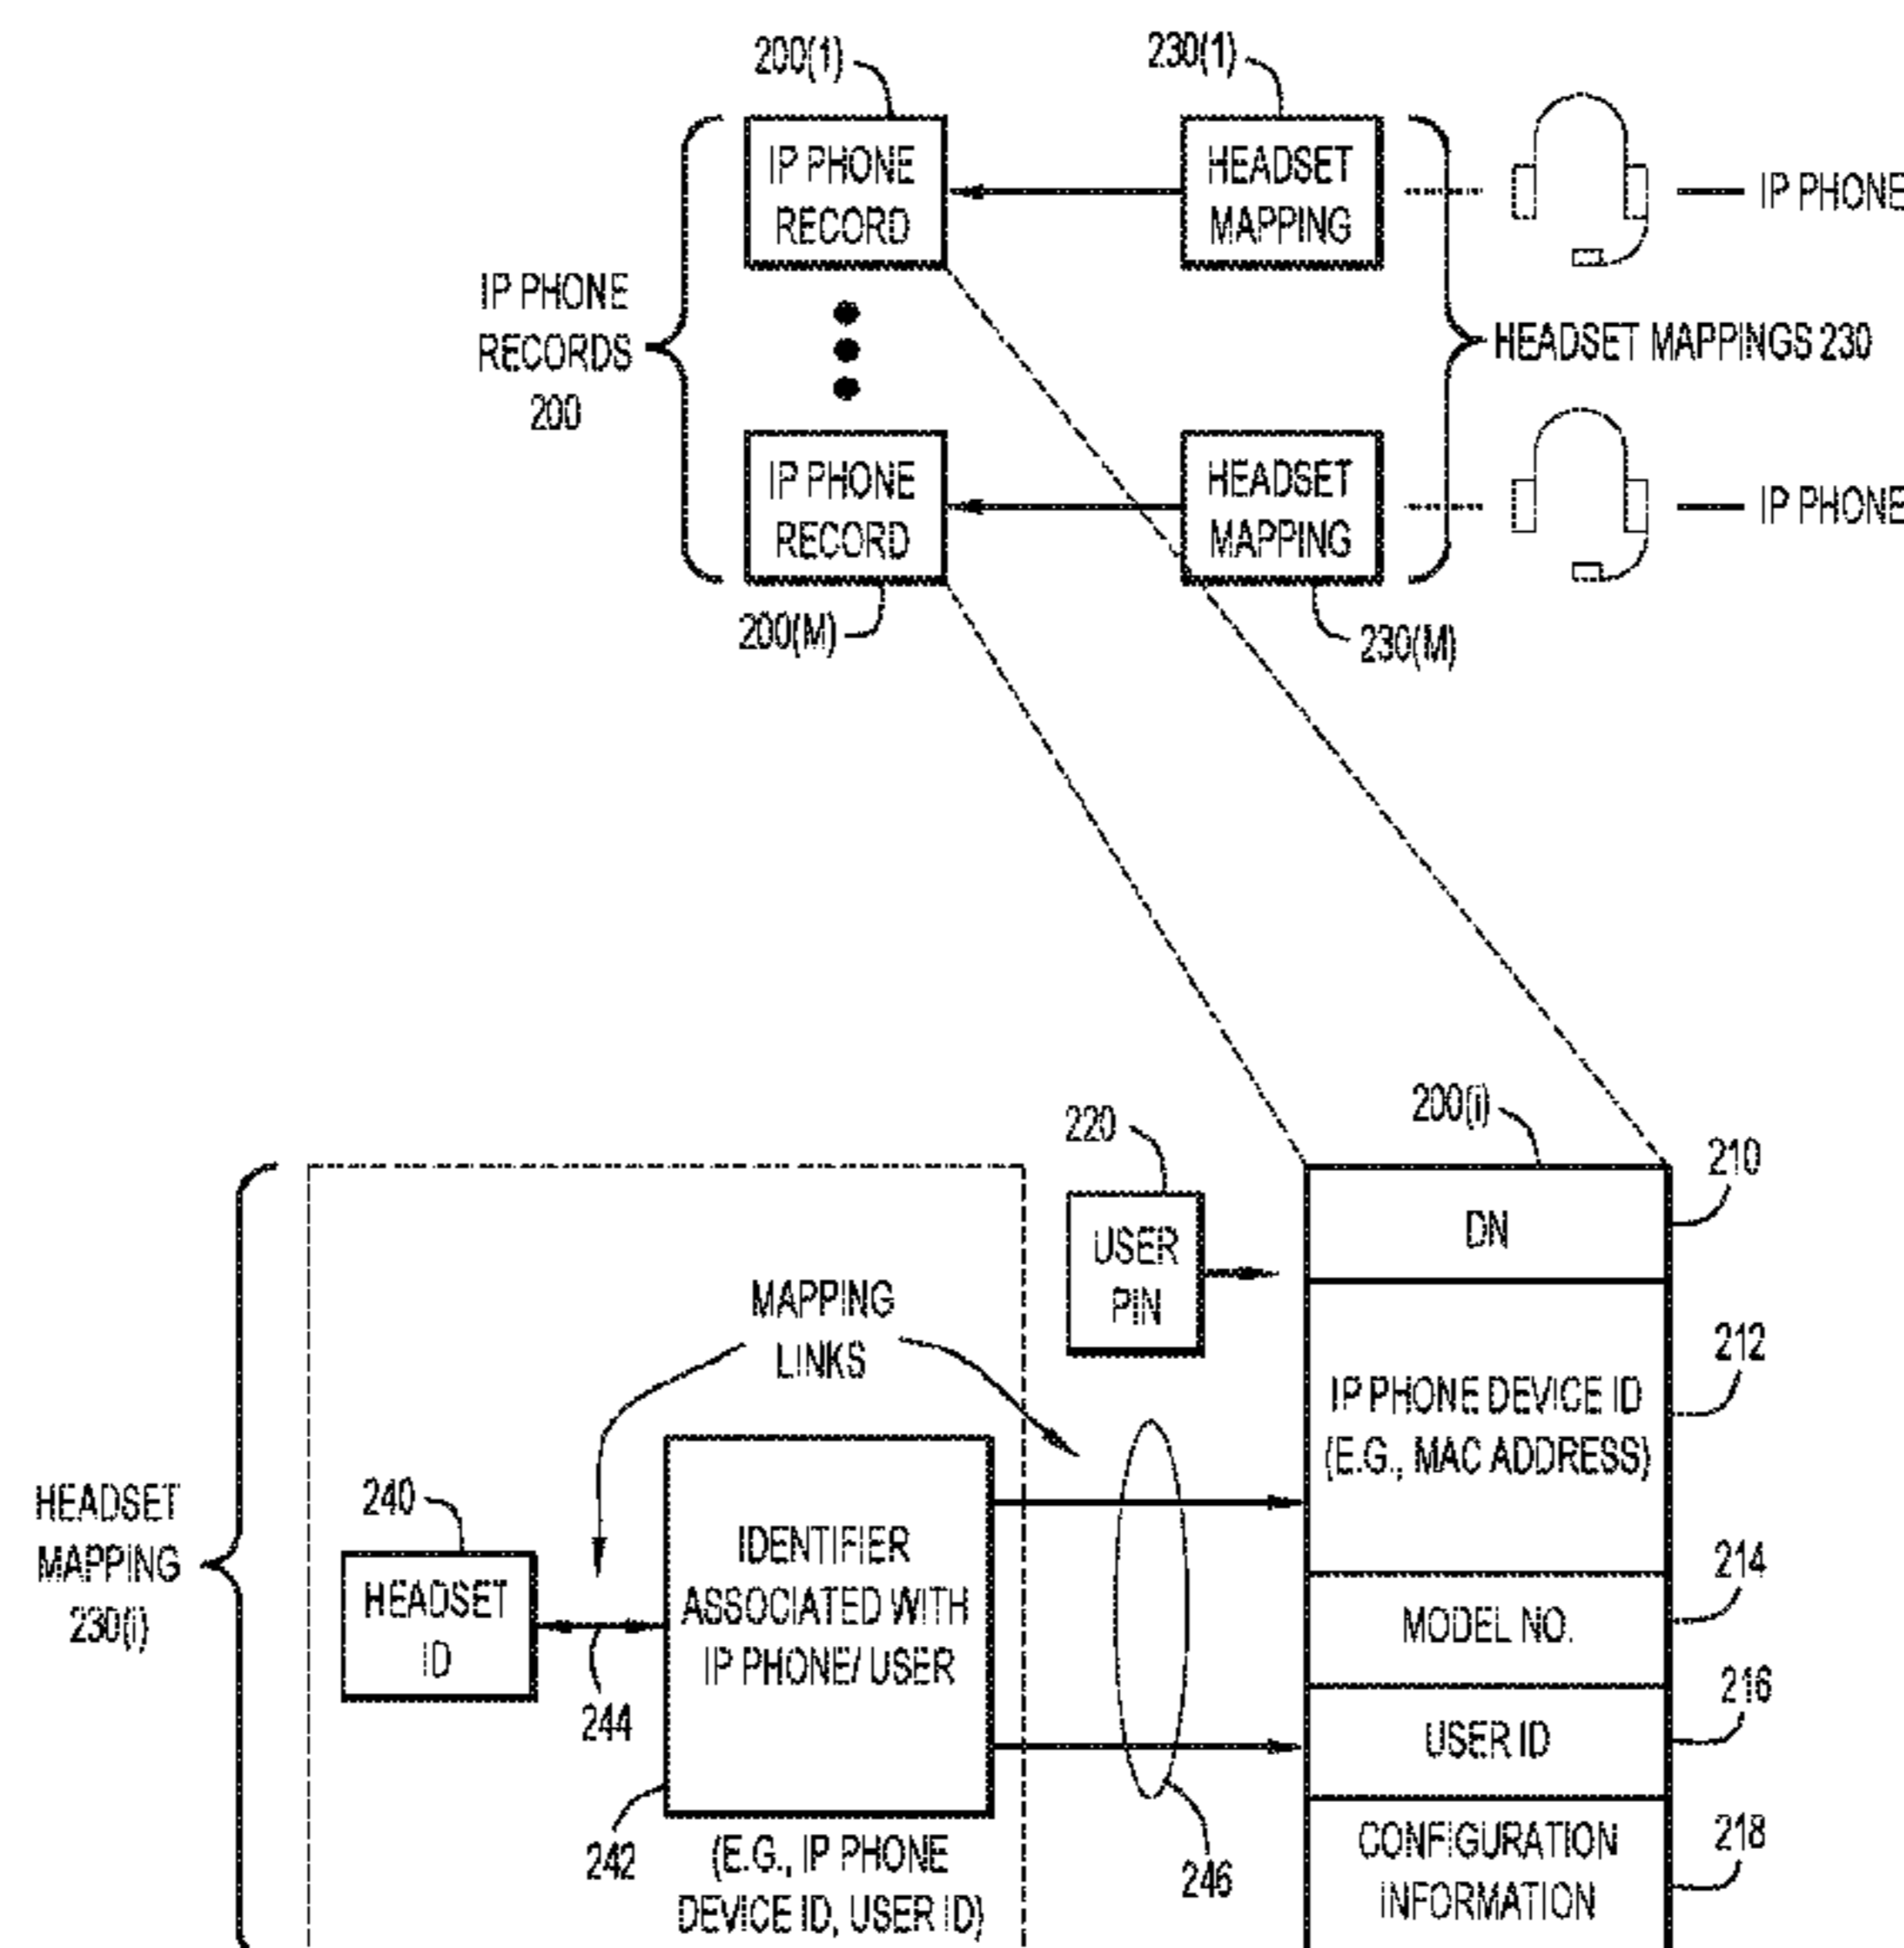 200(1)
230(1)
IP PHONE
RECORD
HEADSET
MAPPING
IP PHONE
IP PHONE
RECORDS
200
HEADSET MAPPINGS 230
IP PHONE
RECORD
HEADSET
MAPPING
IP PHONE
200(M)
230(M)
220
200(i)
210
USER
PIN
DN
MAPPING
LINKS
212
IP PHONE DEVICE ID
(E.G., MAC ADDRESS)
HEADSET
MAPPING
230(i)
240
HEADSET
ID
244
IDENTIFIER
ASSOCIATED WITH
IP PHONE/ USER
242
(E.G., IP PHONE
DEVICE ID, USER ID)
246
214
MODEL NO.
216
USER ID
218
CONFIGURATION
INFORMATION